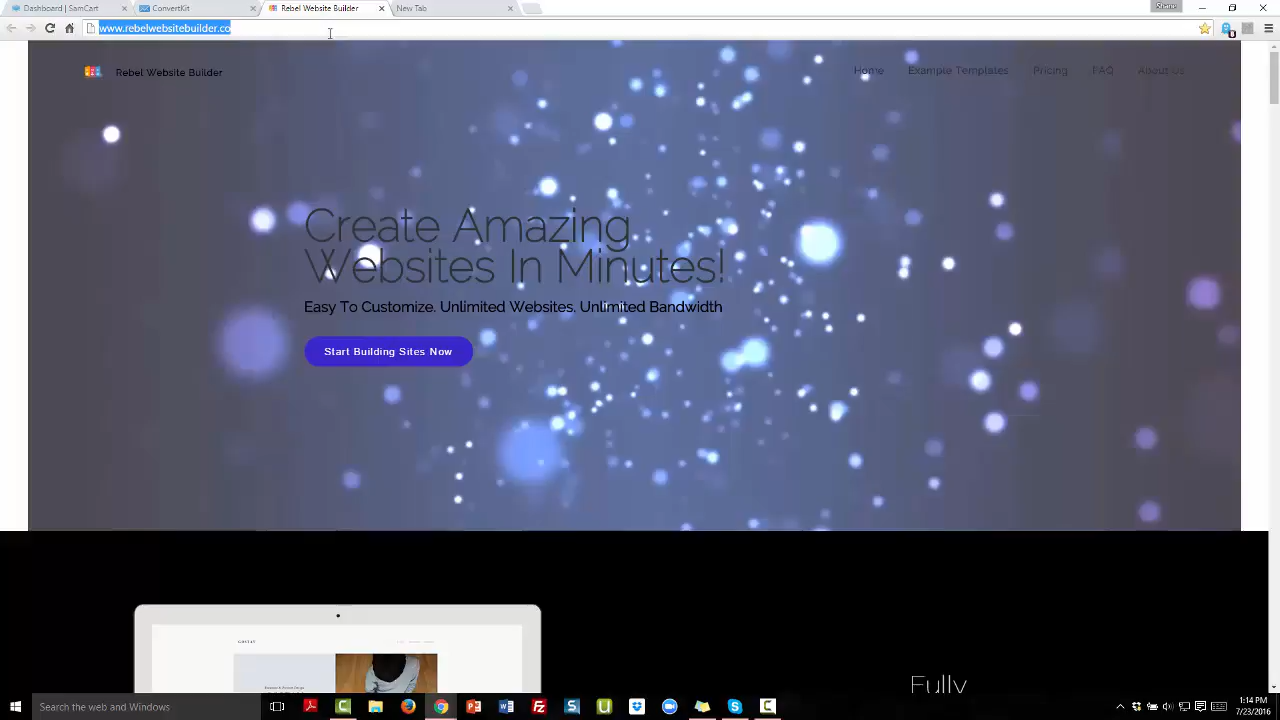 Dashboard | SamCart
ConvertKit
Rebel Website Builder
New Tab
Share
www.rebelwebsitebuilder.co
Rebel Website Builder
Home
Example Templates
Pricing
FAQ
About Us
Create Amazing
Websites In Minutes!
Easy To Customize. Unlimited Websites. Unlimited Bandwidth
Start Building Sites Now
Fully
Search the web and Windows
1:14 PM
7/23/2016